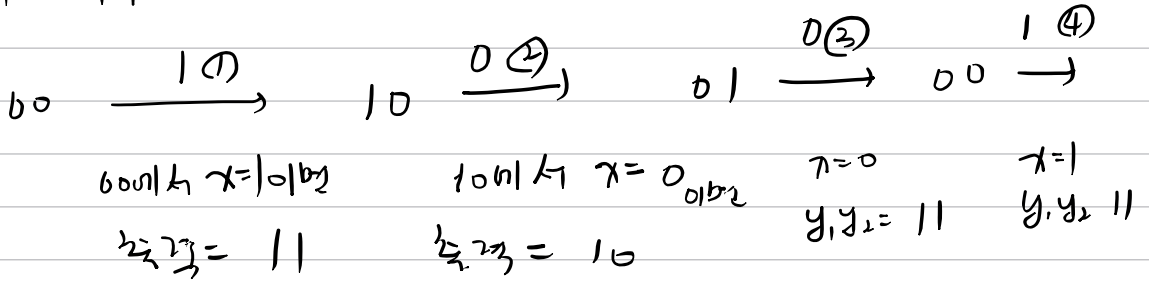 1 ① 0 ② 0 ③ 1 ④
00 → 10 → 01 → 00 →
00에서 x=1이면 10에서 x=0이면 x=0 x=1
출력= 11 출력= 10 y₁y₂= 11 y₁y₂ 11